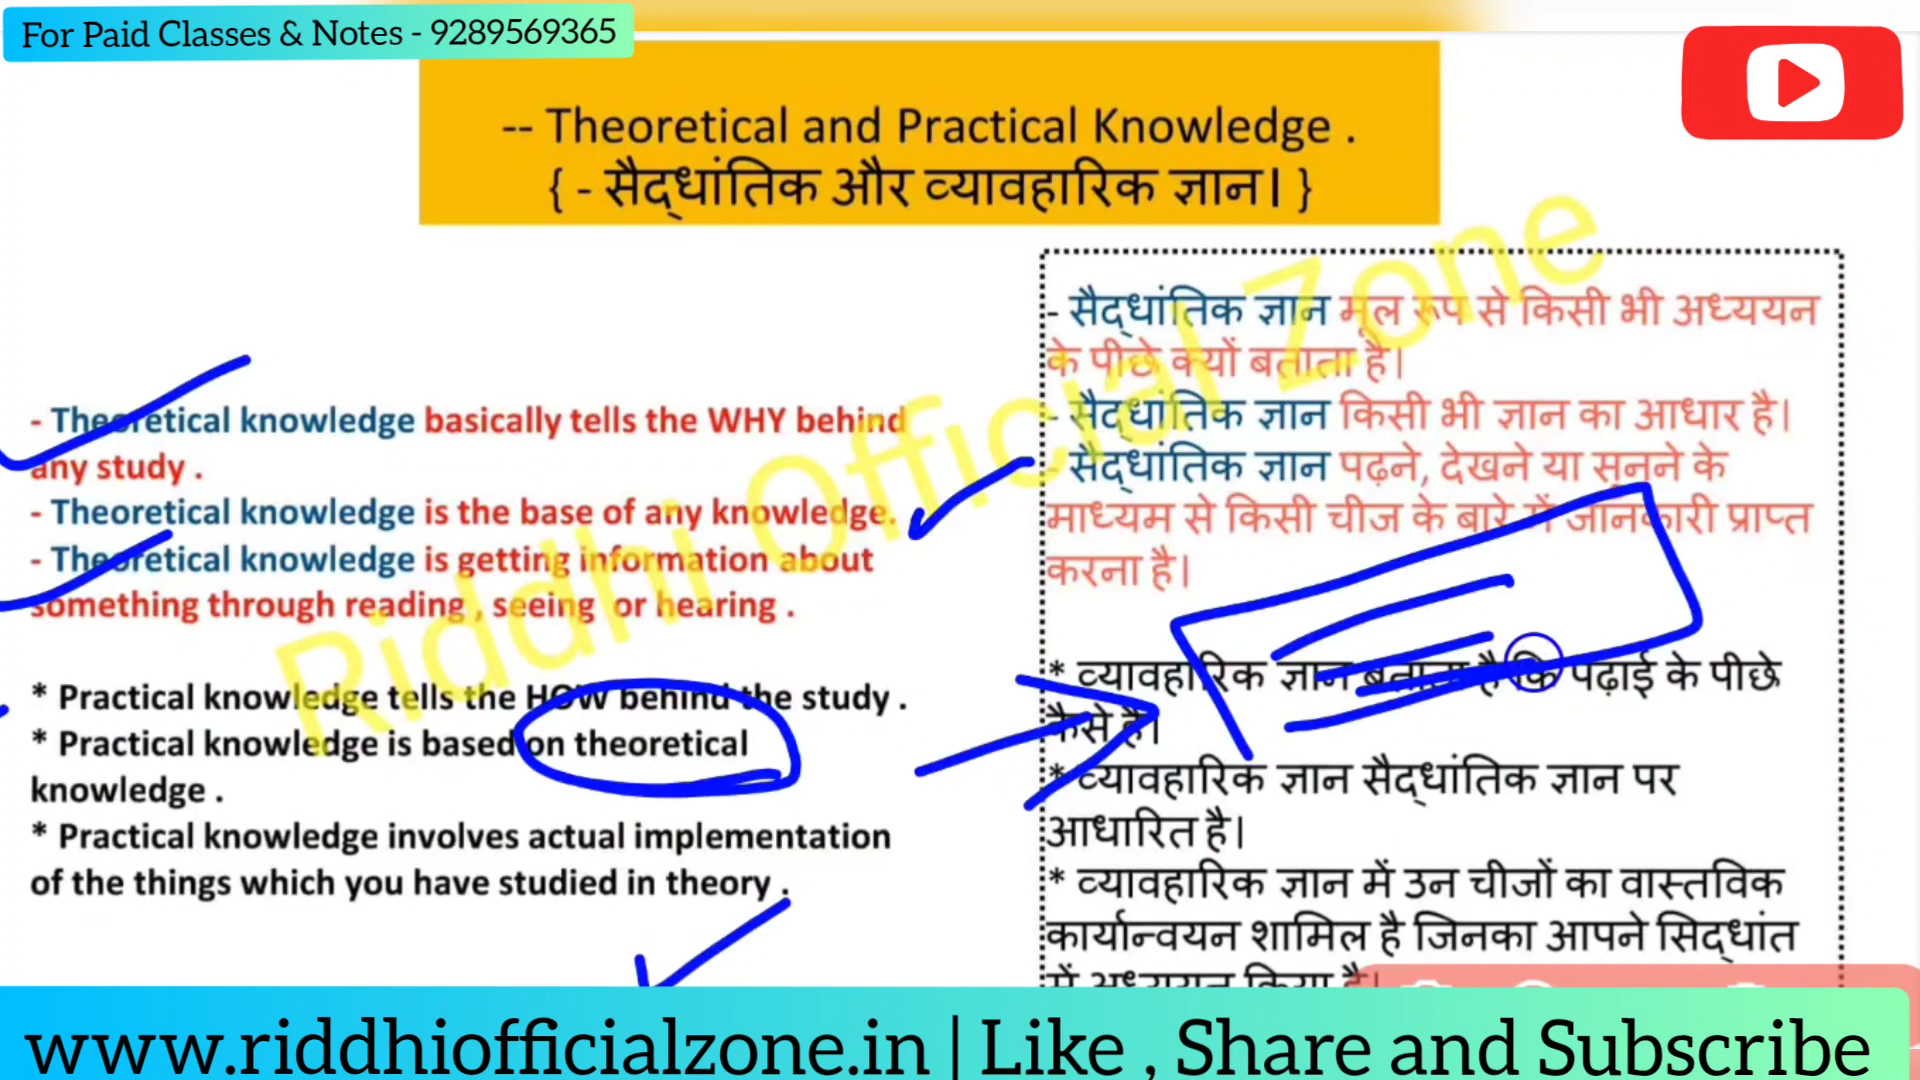 For Paid Classes & Notes - 9289569365
-- Theoretical and Practical Knowledge .
{ - सैद्धांतिक और व्यावहारिक ज्ञान। }
- Theoretical knowledge basically tells the WHY behind
any study .
- Theoretical knowledge is the base of any knowledge.
- Theoretical knowledge is getting information about
something through reading , seeing or hearing .
* Practical knowledge tells the HOW behind the study .
* Practical knowledge is based on theoretical
knowledge .
* Practical knowledge involves actual implementation
of the things which you have studied in theory .
- सैद्धांतिक ज्ञान मूल रूप से किसी भी अध्ययन
के पीछे क्यों बताता है।
- सैद्धांतिक ज्ञान किसी भी ज्ञान का आधार है।
- सैद्धांतिक ज्ञान पढ़ने, देखने या सुनने के
माध्यम से किसी चीज के बारे में जानकारी प्राप्त
करना है।
* व्यावहारिक ज्ञान बताता है कि पढ़ाई के पीछे
कैसे है।
* व्यावहारिक ज्ञान सैद्धांतिक ज्ञान पर
आधारित है।
* व्यावहारिक ज्ञान में उन चीजों का वास्तविक
कार्यान्वयन शामिल है जिनका आपने सिद्धांत
में अध्ययन किया है।
Riddhi Official Zone
www.riddhiofficialzone.in | Like , Share and Subscribe